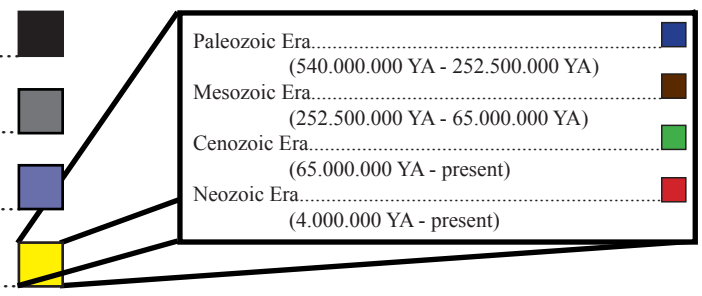 Paleozoic Era
(540.000.000 YA - 252.500.000 YA)
Mesozoic Era
(252.500.000 YA - 65.000.000 YA)
Cenozoic Era
(65.000.000 YA - present)
Neozoic Era
(4.000.000 YA - present)